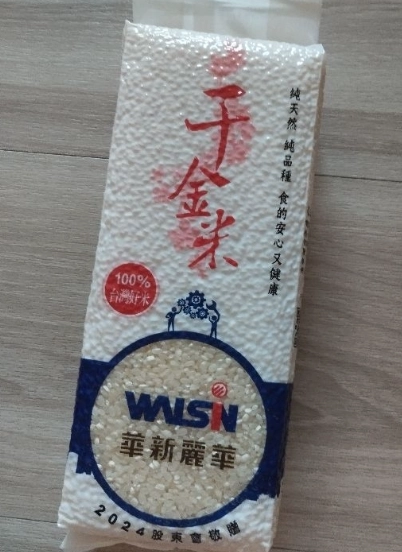 千金米
純天然 純品種 食的安心又健康
100%
台灣好米
WALSIN
華新麗華
2024股東會敬贈